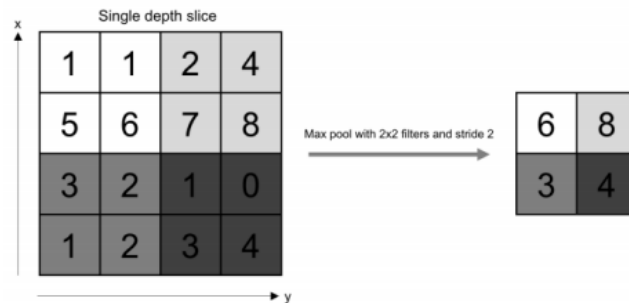 Single depth slice
x
1 1 2 4
5 6 7 8
3 2 1 0
1 2 3 4
y
Max pool with 2x2 filters and stride 2
6 8
3 4